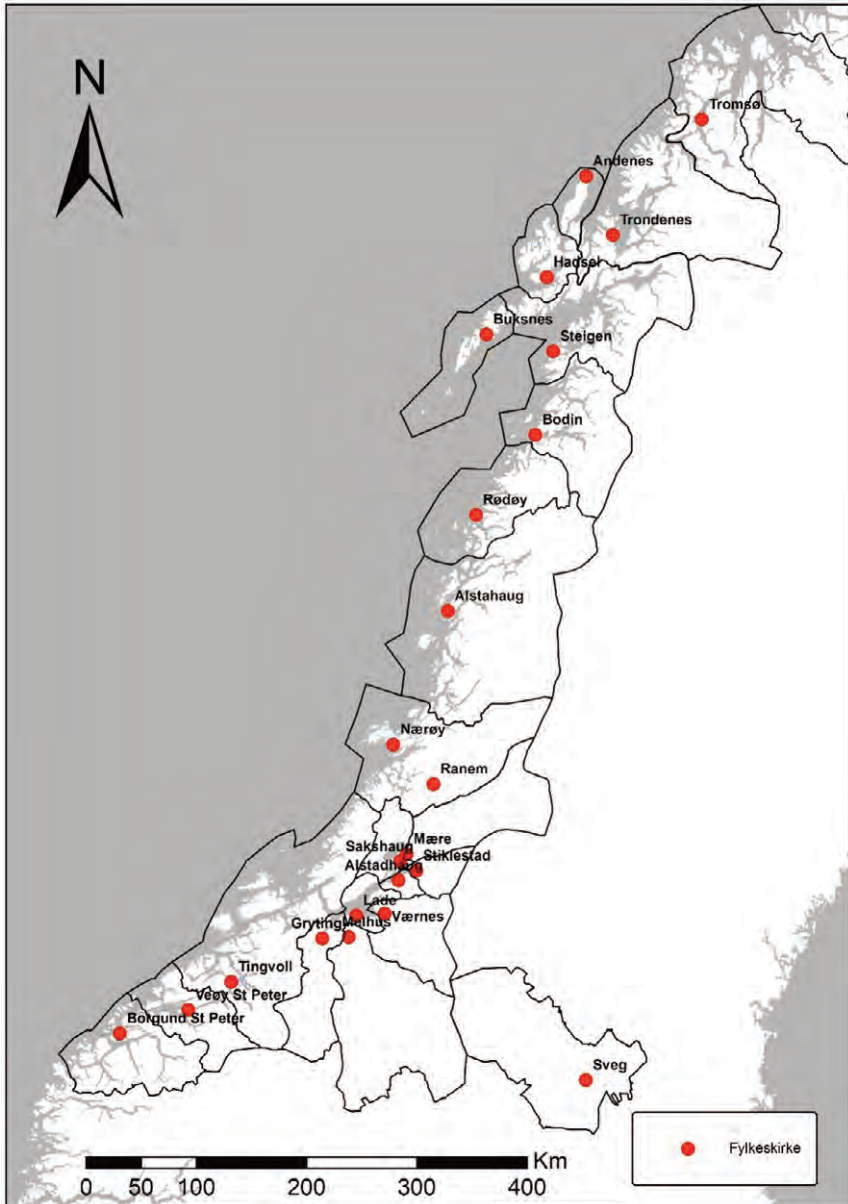 N
Tromsø
Andenes
Trondenes
Hadsel
Buksnes
Steigen
Bodin
Rødøy
Alstahaug
Nærøy
Ranem
Mære
Sakshaug
Stiklestad
Alstadhaug
Lade
Værnes
Gryting
Melhus
Tingvoll
Veøy St Peter
Borgund St Peter
Sveg
Fylkeskirke
Km
0 50 100 200 300 400